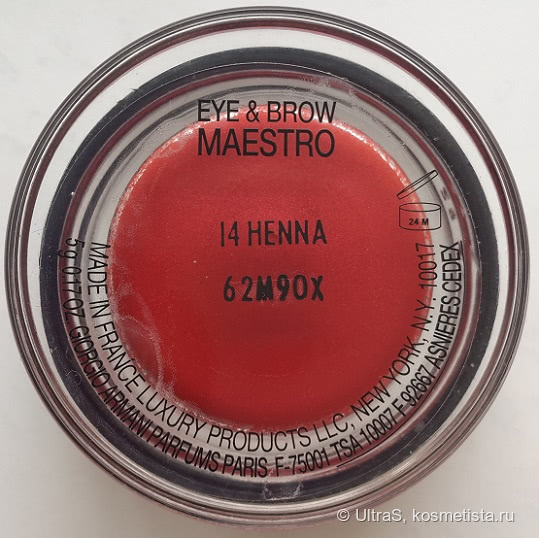 EYE & BROW
MAESTRO
24 M
14 HENNA
62M90X
MADE IN FRANCE LUXURY PRODUCTS LLC, NEW YORK, N.Y. 10017
5g 0.17 OZ GIORGIO ARMANI PARFUMS PARIS F-75001 TSA-10007 F-92667 ASNIERES CEDEX
© UltraS, kosmetista.ru